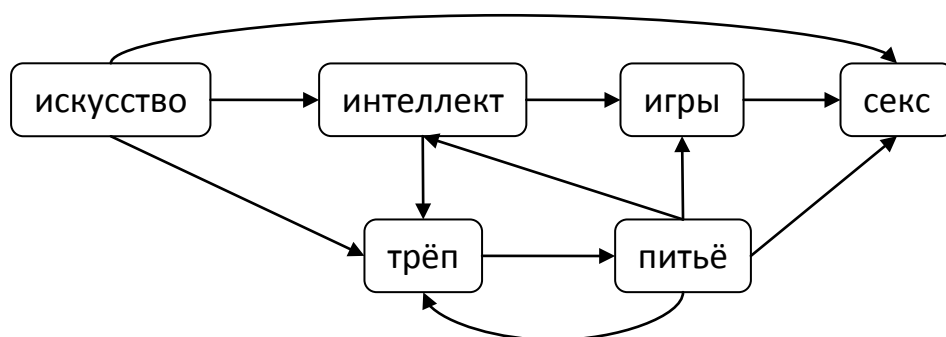 искусство
интеллект
игры
секс
трёп
питьё